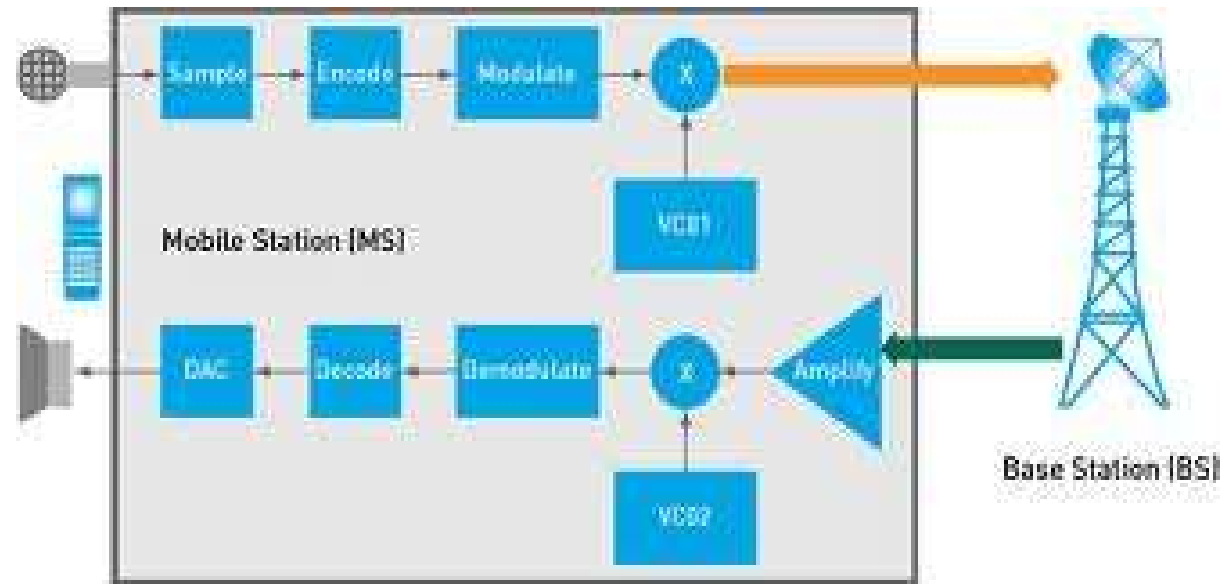 Sample
Encode
Modulate
X
VCO1
Mobile Station (MS)
DAC
Decode
Demodulate
X
Amplify
VCO2
Base Station (BS)